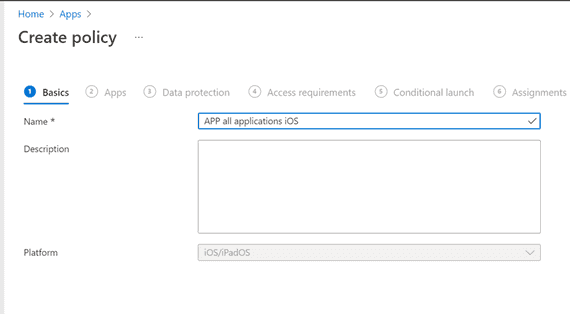 Home > Apps >
Create policy ...
1 Basics 2 Apps 3 Data protection 4 Access requirements 5 Conditional launch 6 Assignments
Name * APP all applications iOS
Description
Platform iOS/iPadOS